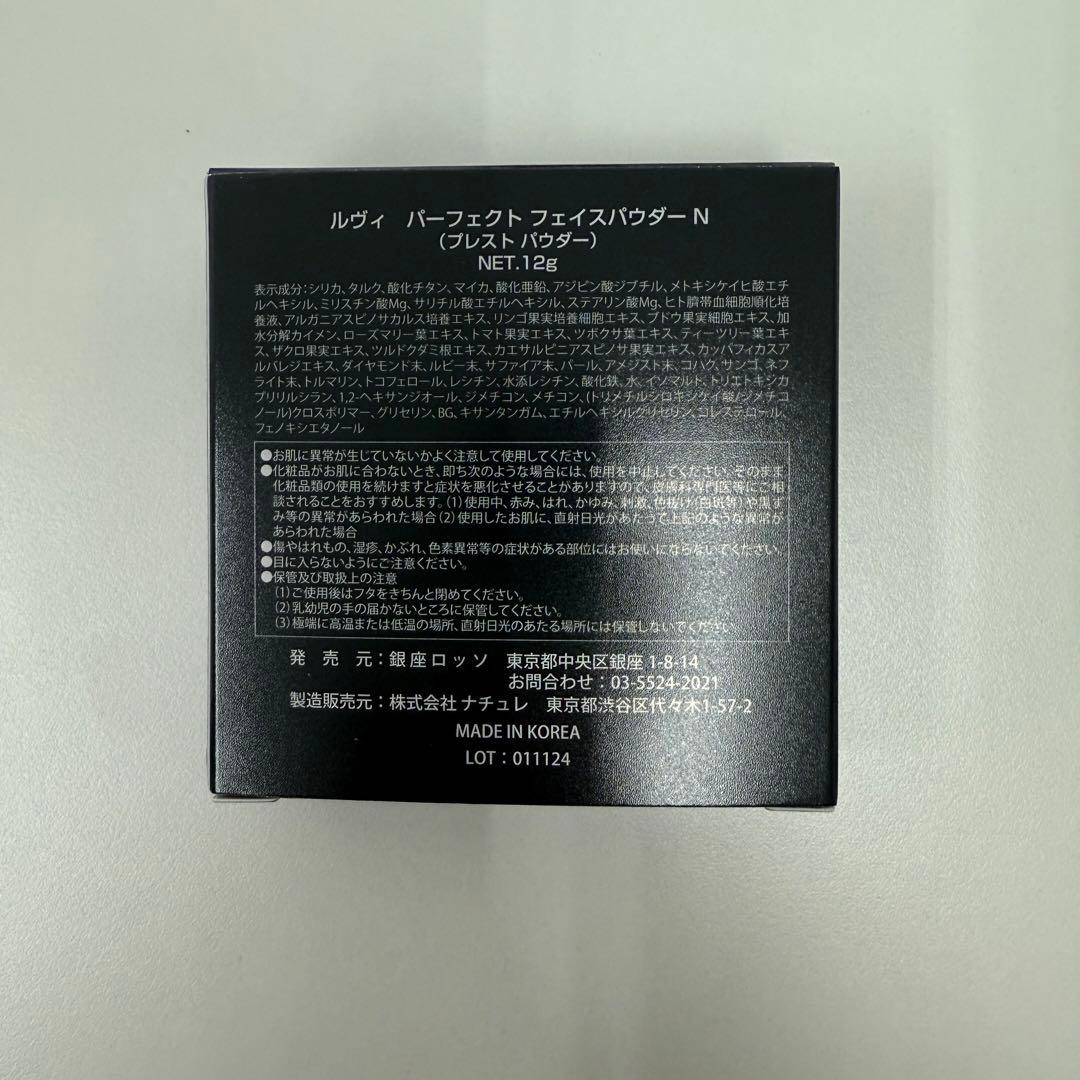 ルヴィ　パーフェクト フェイスパウダー N
（プレスト パウダー）
NET.12g
表示成分：シリカ、タルク、酸化チタン、マイカ、酸化亜鉛、アジピン酸ジブチル、メトキシケイヒ酸エチ
ルヘキシル、ミリスチン酸Mg、サリチル酸エチルヘキシル、ステアリン酸Mg、ヒト臍帯血細胞順化培
養液、アルガニアスピノサカルス培養エキス、リンゴ果実培養細胞エキス、ブドウ果実細胞エキス、加
水分解カイメン、ローズマリー葉エキス、トマト果実エキス、ツボクサ葉エキス、ティーツリー葉エキ
ス、ザクロ果実エキス、ツルドクダミ根エキス、カエサルピニアスピノサ果実エキス、カッパフィカスア
ルバレジエキス、ダイヤモンド末、ルビー末、サファイア末、パール、アメジスト末、コハク、サンゴ、ネフ
ライト末、トルマリン、トコフェロール、レシチン、水添レシチン、酸化鉄、水、イソマルト、トリエトキシカ
プリリルシラン、1,2-ヘキサンジオール、ジメチコン、メチコン、(トリメチルシロキシケイ酸/ジメチコ
ノール)クロスポリマー、グリセリン、BG、キサンタンガム、エチルヘキシルグリセリン、コレステロール、
フェノキシエタノール
●お肌に異常が生じていないかよく注意して使用してください。
●化粧品がお肌に合わないとき、即ち次のような場合には、使用を中止してください。そのまま
化粧品類の使用を続けますと症状を悪化させることがありますので、皮膚科専門医等にご相
談されることをおすすめします。（1）使用中、赤み、はれ、かゆみ、刺激、色抜け（白斑等）や黒ず
み等の異常があらわれた場合（2）使用したお肌に、直射日光があたって上記のような異常が
あらわれた場合
●傷やはれもの、湿疹、かぶれ、色素異常等の症状がある部位にはお使いにならないでください。
●目に入らないようにご注意ください。
●保管及び取扱上の注意
（1）ご使用後はフタをきちんと閉めてください。
（2）乳幼児の手の届かないところに保管してください。
（3）極端に高温または低温の場所、直射日光のあたる場所には保管しないでください。
発　売　元：銀座ロッソ　東京都中央区銀座 1-8-14
お問合わせ：03-5524-2021
製造販売元：株式会社 ナチュレ　東京都渋谷区代々木1-57-2
MADE IN KOREA
LOT：011124